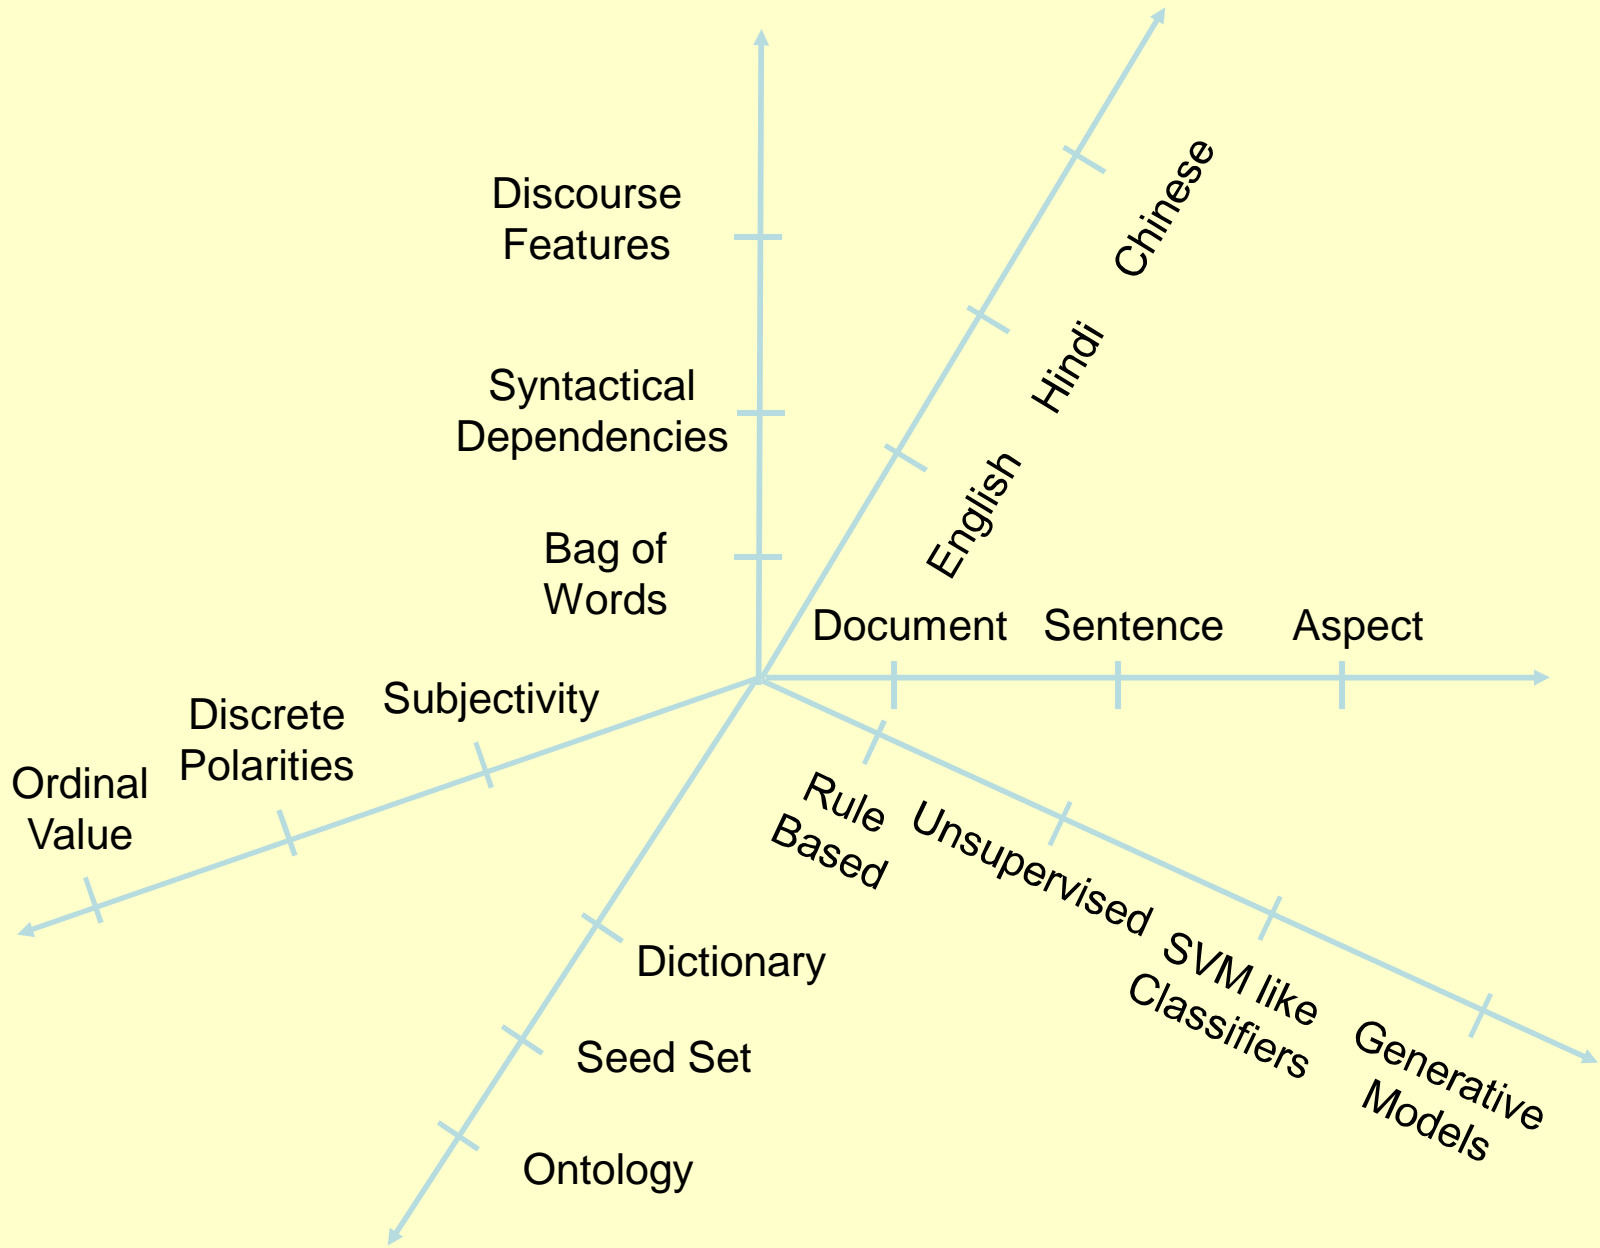 Discourse
Features
Syntactical
Dependencies
Bag of
Words
Chinese
Hindi
English
Document
Sentence
Aspect
Subjectivity
Discrete
Polarities
Ordinal
Value
Rule
Based
Unsupervised
SVM like
Classifiers
Generative
Models
Dictionary
Seed Set
Ontology